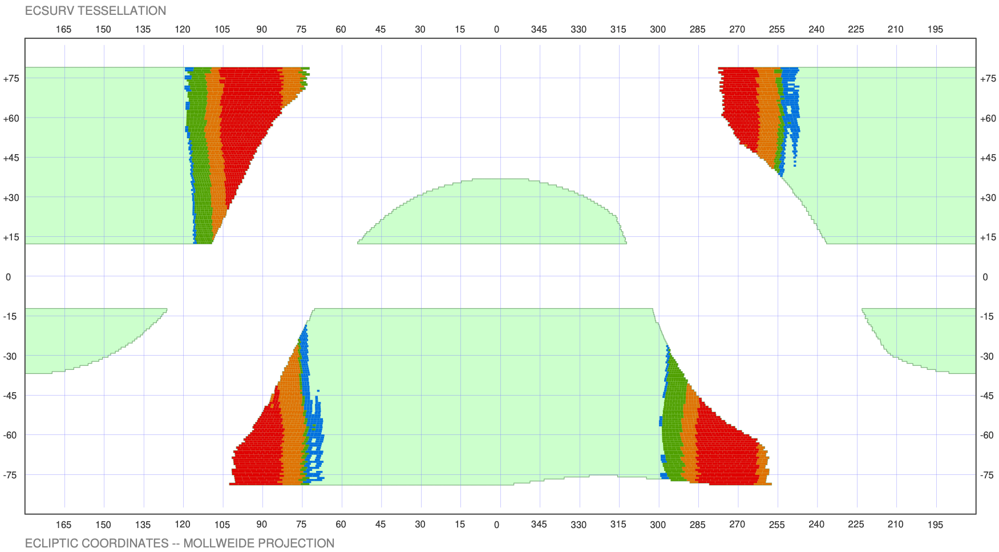 ECSURV TESSELLATION
165 150 135 120 105 90 75 60 45 30 15 0 345 330 315 300 285 270 255 240 225 210 195
+75 +75
+60 +60
+45 +45
+30 +30
+15 +15
0 0
-15 -15
-30 -30
-45 -45
-60 -60
-75 -75
165 150 135 120 105 90 75 60 45 30 15 0 345 330 315 300 285 270 255 240 225 210 195
ECLIPTIC COORDINATES -- MOLLWEIDE PROJECTION